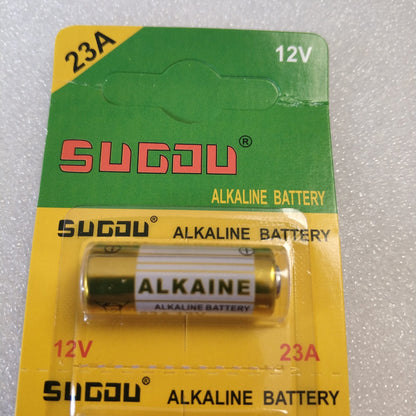 23A
12V
SUGOU®
ALKALINE BATTERY
SUGOU® ALKALINE BATTERY
ALKAINE
ALKALINE BATTERY
12V 23A
SUGOU® ALKALINE BATTERY